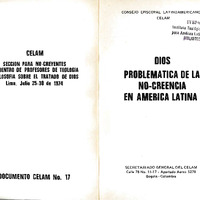 CELAM
SECCION PARA NO-CREYENTES
ENTRO DE PROFESORES DE TEOLOGIA
LOSOFIA SOBRE EL TRATADO DE DIOS
Lima, Julio 25-30 de 1974
DOCUMENTO CELAM No. 17
CONSEJO EPISCOPAL LATINOAMERICANO
CELAM
DIOS
PROBLEMATICA DE LA
NO-CREENCIA
EN AMERICA LATINA
SECRETARIADO GENERAL DEL CELAM
Bogotá - Colombia